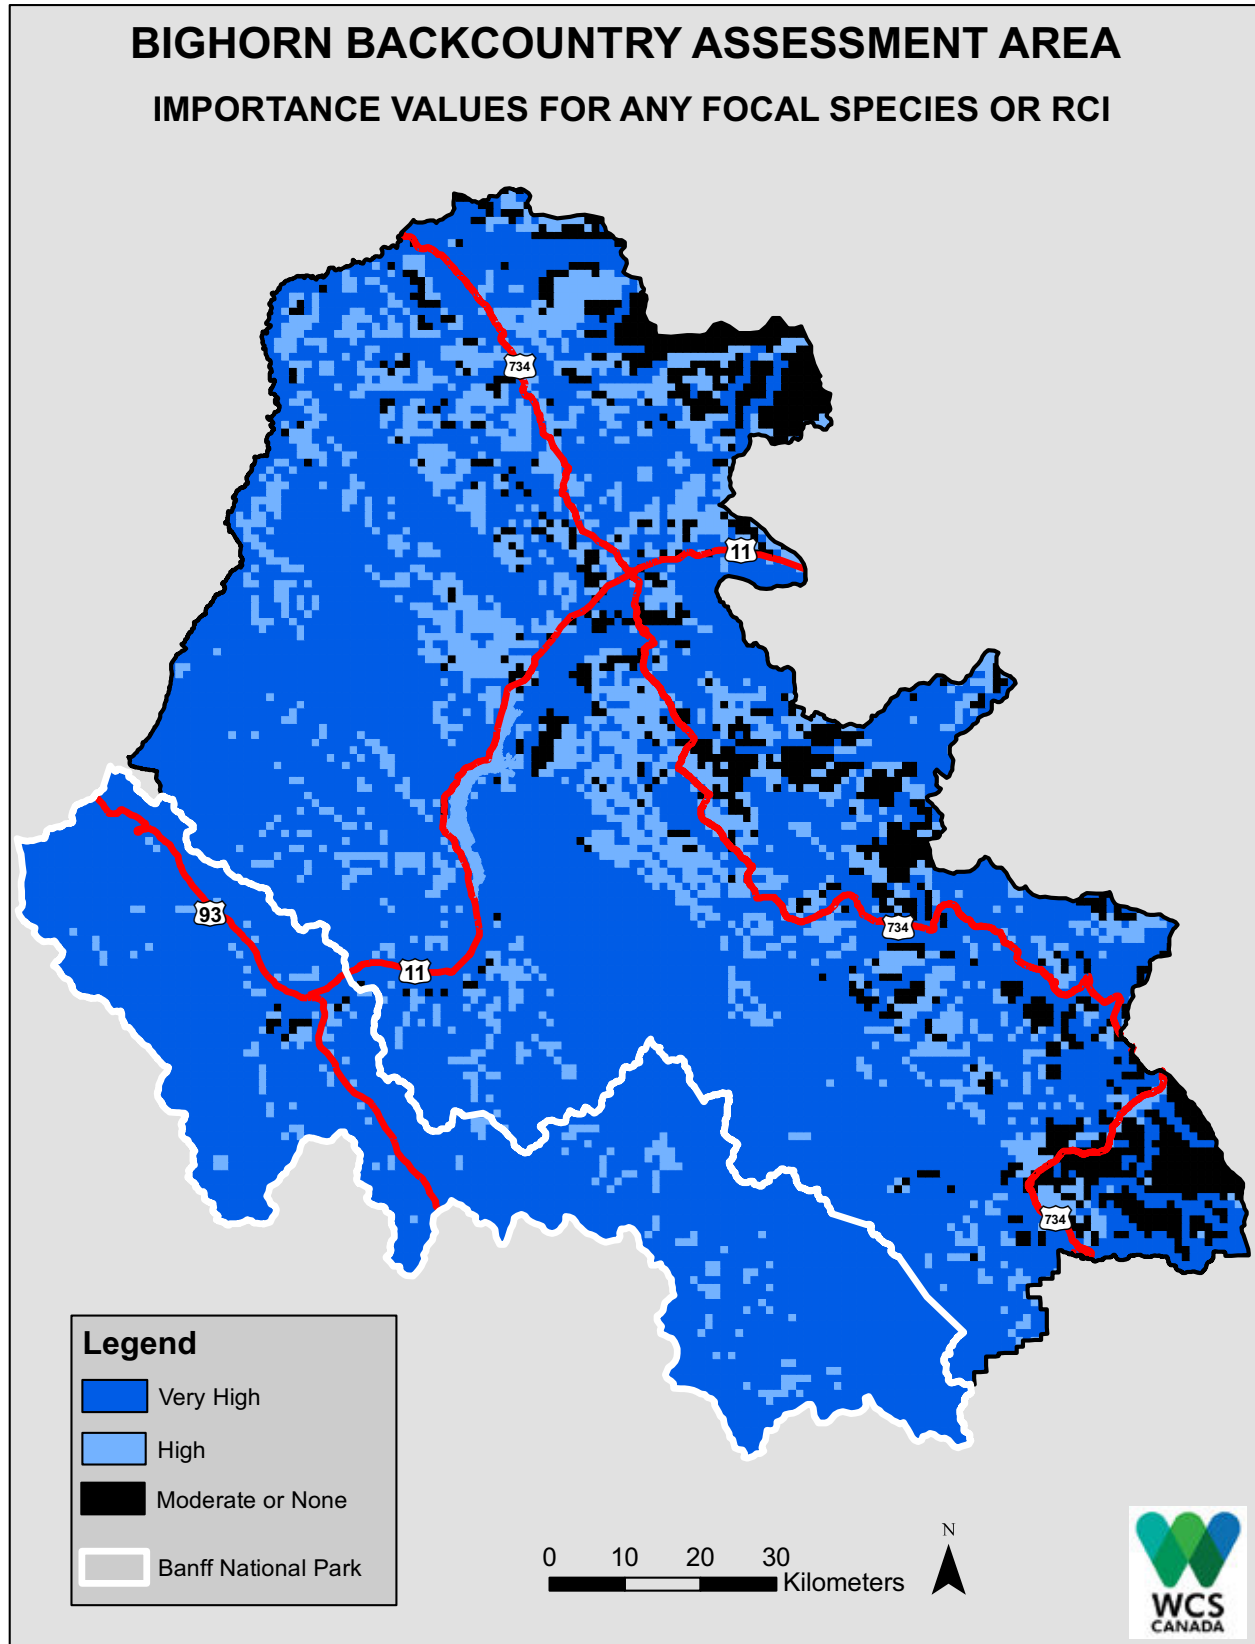 BIGHORN BACKCOUNTRY ASSESSMENT AREA
IMPORTANCE VALUES FOR ANY FOCAL SPECIES OR RCI
734
11
93
11
734
734
Legend
Very High
High
Moderate or None
Banff National Park
0 10 20 30
Kilometers
N
WCS
CANADA